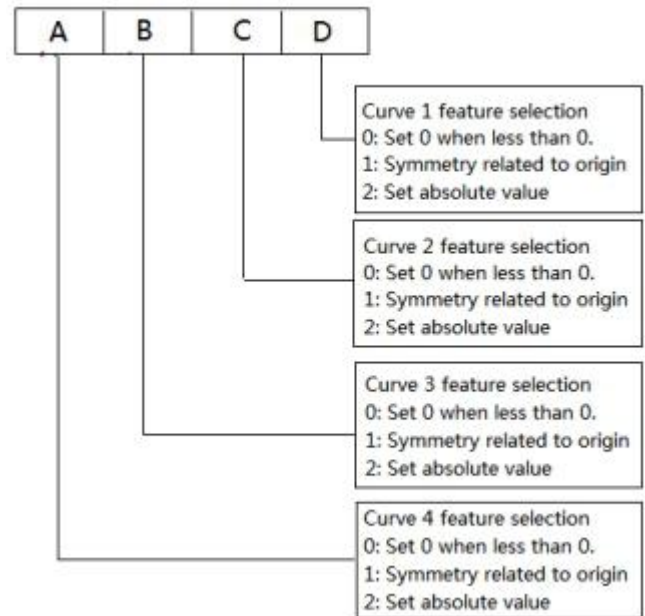 A B C D
Curve 1 feature selection
0: Set 0 when less than 0.
1: Symmetry related to origin
2: Set absolute value
Curve 2 feature selection
0: Set 0 when less than 0.
1: Symmetry related to origin
2: Set absolute value
Curve 3 feature selection
0: Set 0 when less than 0.
1: Symmetry related to origin
2: Set absolute value
Curve 4 feature selection
0: Set 0 when less than 0.
1: Symmetry related to origin
2: Set absolute value